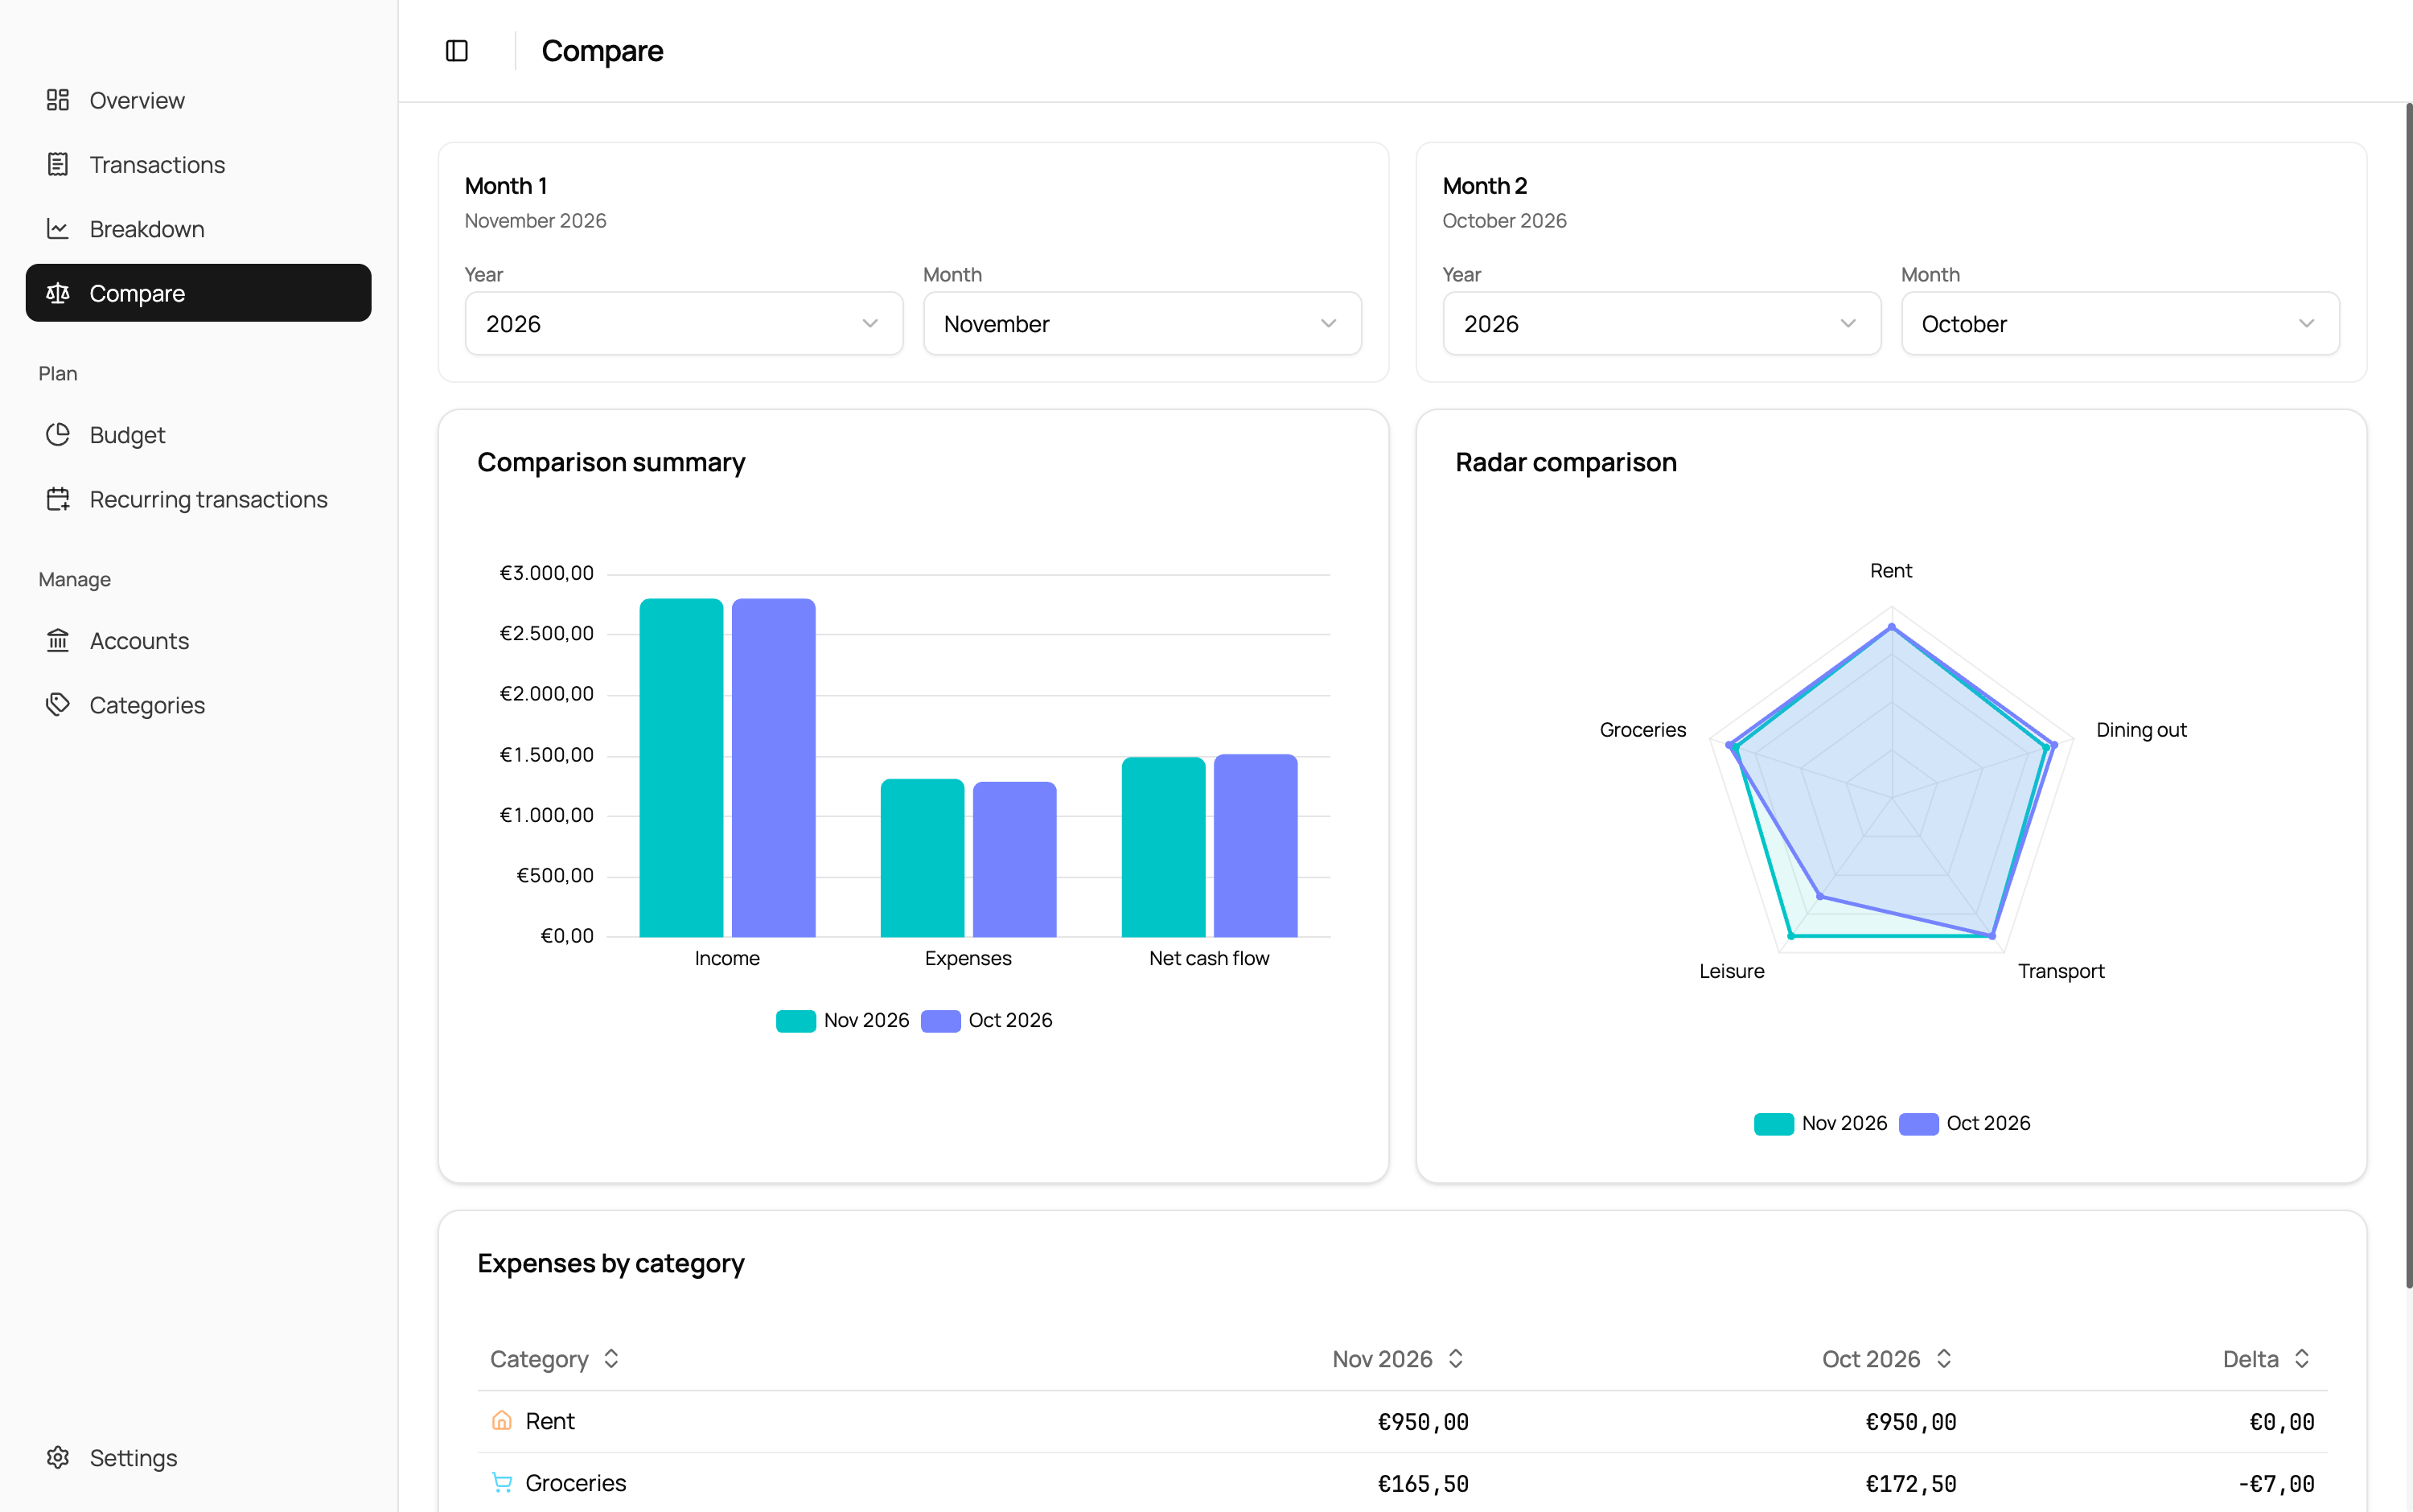 Overview
Transactions
Breakdown
Compare
Plan
Budget
Recurring transactions
Manage
Accounts
Categories
Settings
Compare
Month 1
November 2026
Year
Month
2026
November
Month 2
October 2026
Year
Month
2026
October
Comparison summary
€3.000,00
€2.500,00
€2.000,00
€1.500,00
€1.000,00
€500,00
€0,00
Income
Expenses
Net cash flow
Nov 2026
Oct 2026
Radar comparison
Rent
Groceries
Dining out
Leisure
Transport
Nov 2026
Oct 2026
Expenses by category
Category
Nov 2026
Oct 2026
Delta
Rent
€950,00
€950,00
€0,00
Groceries
€165,50
€172,50
-€7,00